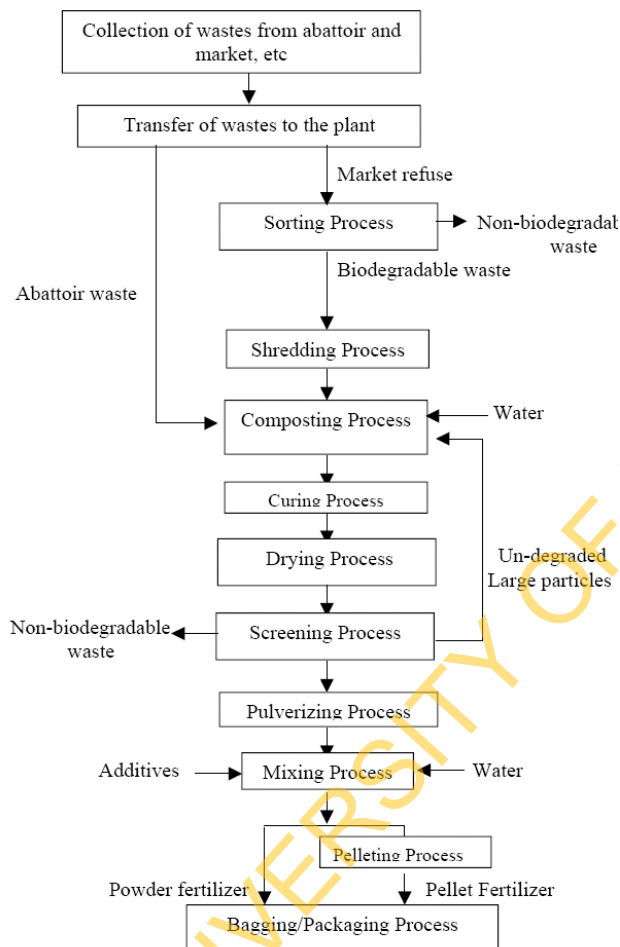 Collection of wastes from abattoir and
market, etc
Transfer of wastes to the plant
Market refuse
Sorting Process
Non-biodegradab
waste
Biodegradable waste
Abattoir waste
Shredding Process
Composting Process
Water
Curing Process
Drying Process
Un-degraded
Large particles
Non-biodegradable
waste
Screening Process
Pulverizing Process
Additives
Mixing Process
Water
Pelleting Process
Powder fertilizer
Pellet Fertilizer
Bagging/Packaging Process
IVERSITY OF